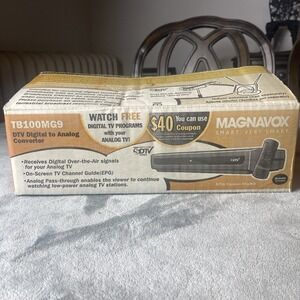 TB100MG9
DTV Digital to Analog
Converter
WATCH FREE
DIGITAL TV PROGRAMS
with your
ANALOG TV!
$40 You can use
Coupon
MAGNAVOX
SMART. VERY SMART.
DTV
•Receives Digital Over-the-Air signals
for your Analog TV
•On-Screen TV Channel Guide(EPG)
•Analog Pass-through enables the viewer to continue
watching low-power analog TV stations.